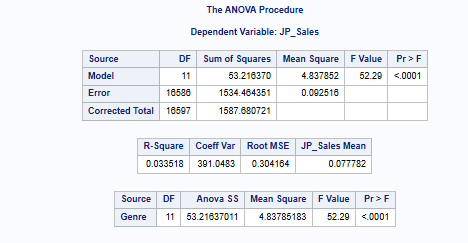 The ANOVA Procedure
Dependent Variable: JP_Sales
Source DF Sum of Squares Mean Square F Value Pr > F
Model 11 53.216370 4.837852 52.29 <.0001
Error 16586 1534.464351 0.092516
Corrected Total 16597 1587.680721
R-Square Coeff Var Root MSE JP_Sales Mean
0.033518 391.0483 0.304164 0.077782
Source DF Anova SS Mean Square F Value Pr > F
Genre 11 53.21637011 4.83785183 52.29 <.0001